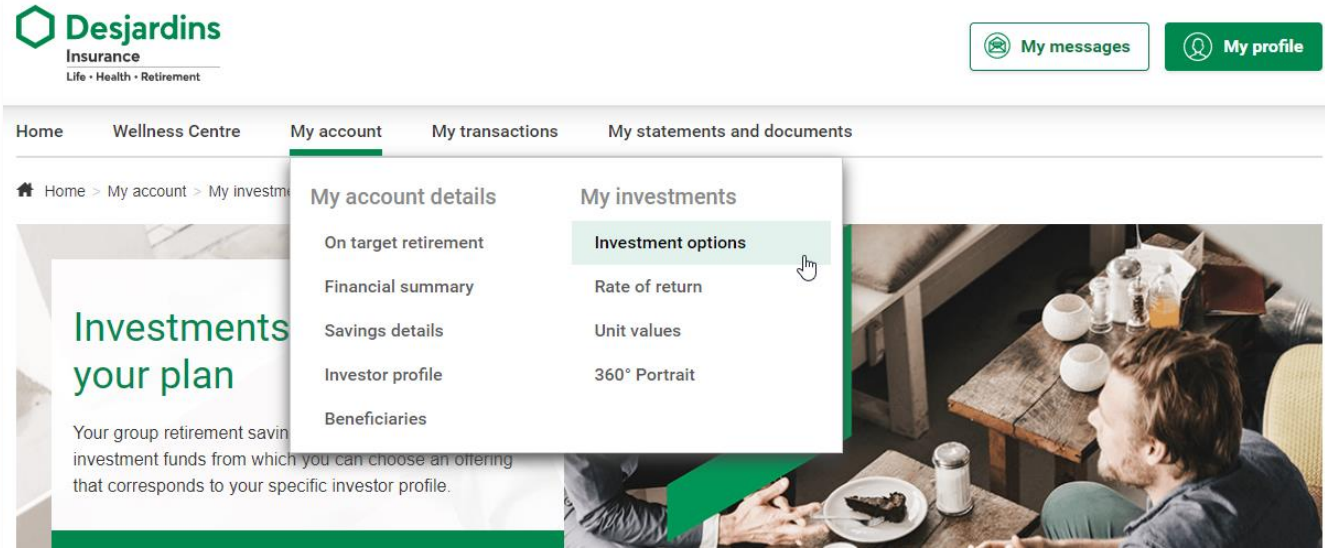 Desjardins
Insurance
Life • Health • Retirement
My messages
My profile
Home
Wellness Centre
My account
My transactions
My statements and documents
Home > My account > My
My account details
On target retirement
Financial summary
Savings details
Investor profile
Beneficiaries
My investments
Investment options
Rate of return
Unit values
360° Portrait
Investments
your plan
Your group retirement
investment funds from which you can choose an offering
that corresponds to your specific investor profile.